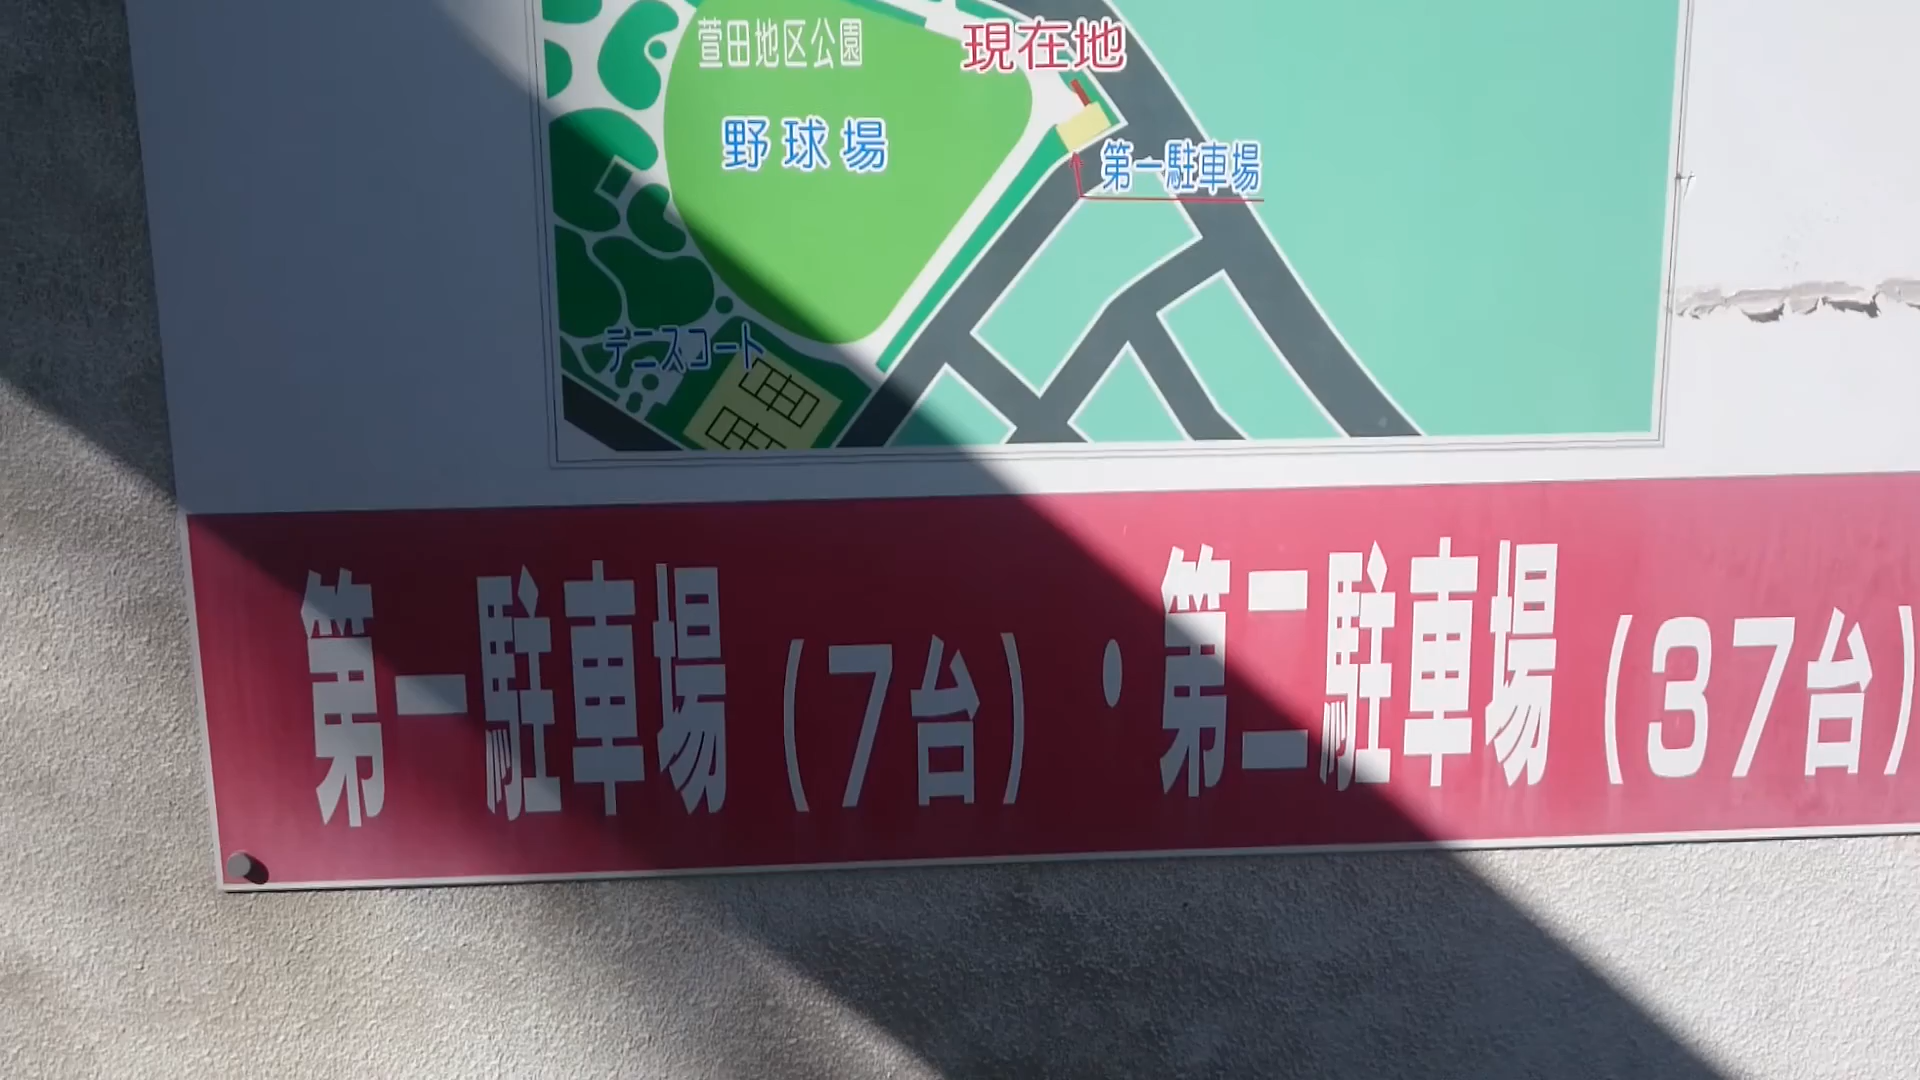 萱田地区公園
現在地
野球場
第一駐車場
テニスコート
第一駐車場(7台)・第二駐車場(37台)